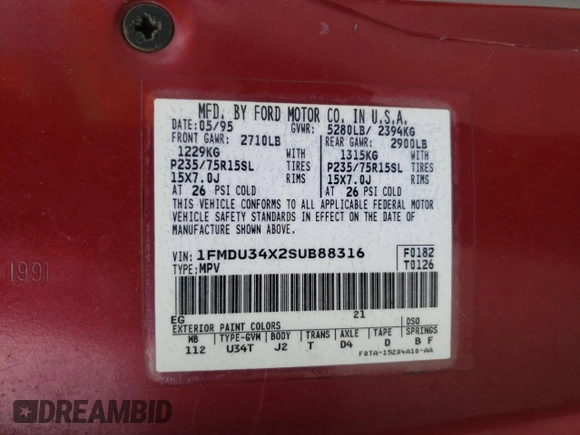 MFD. BY FORD MOTOR CO. IN U.S.A.
DATE: 05/95 GVWR: 5280LB/ 2394KG
FRONT GAWR: 2710LB REAR GAWR: 2900LB
1229KG WITH 1315KG WITH
P235/75R15SL TIRES P235/75R15SL TIRES
15X7.0J RIMS 15X7.0J RIMS
AT 26 PSI COLD AT 26 PSI COLD
THIS VEHICLE CONFORMS TO ALL APPLICABLE FEDERAL MOTOR
VEHICLE SAFETY STANDARDS IN EFFECT ON THE DATE OF
MANUFACTURE SHOWN ABOVE.
VIN: 1FMDU34X2SUB88316 F0182
TYPE: MPV T0126
EG 21
EXTERIOR PAINT COLORS DSO
WB TYPE-GVM BODY TRANS AXLE TAPE SPRINGS
112 U34T J2 T D4 D B F
F0TA-15294A10-AA
1991
DREAMBID